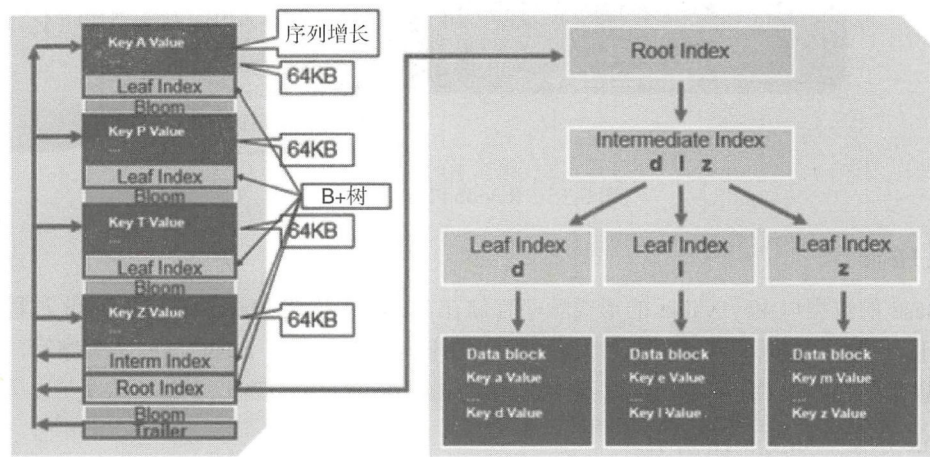 Key A Value
....
序列增长
64KB
Leaf Index
Bloom
Key P Value
....
64KB
Leaf Index
Bloom
B+树
Key T Value
....
64KB
Leaf Index
Bloom
Key Z Value
....
64KB
Interm Index
Root Index
Bloom
Trailer
Root Index
Intermediate Index
d l z
Leaf Index
d
Leaf Index
l
Leaf Index
z
Data block
Key a Value
....
Key d Value
Data block
Key e Value
....
Key l Value
Data block
Key m Value
....
Key z Value